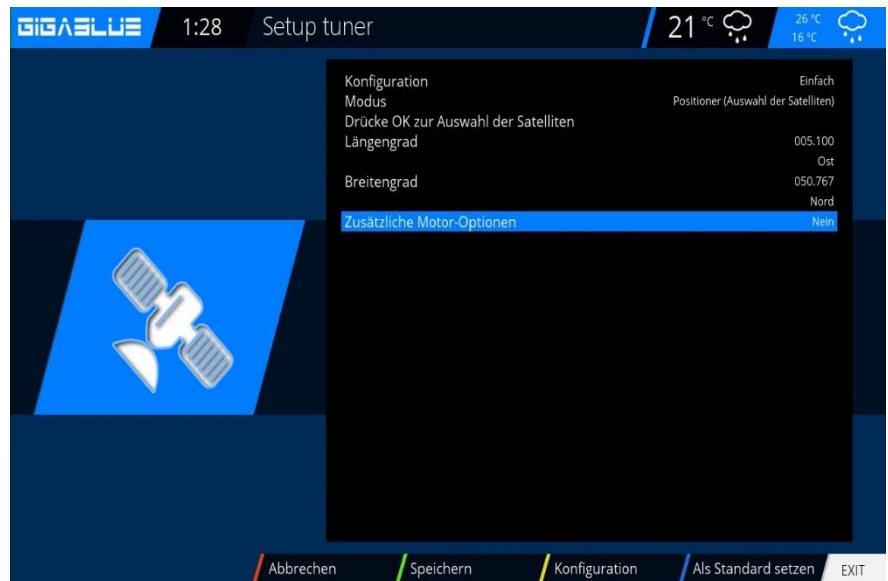 GIGABLUE 1:28 Setup tuner 21 °C 26 °C
16 °C
Konfiguration Einfach
Modus Positioner (Auswahl der Satelliten)
Drücke OK zur Auswahl der Satelliten
Längengrad 005.100
Ost
Breitengrad 050.767
Nord
Zusätzliche Motor-Optionen Nein
Abbrechen Speichern Konfiguration Als Standard setzen EXIT